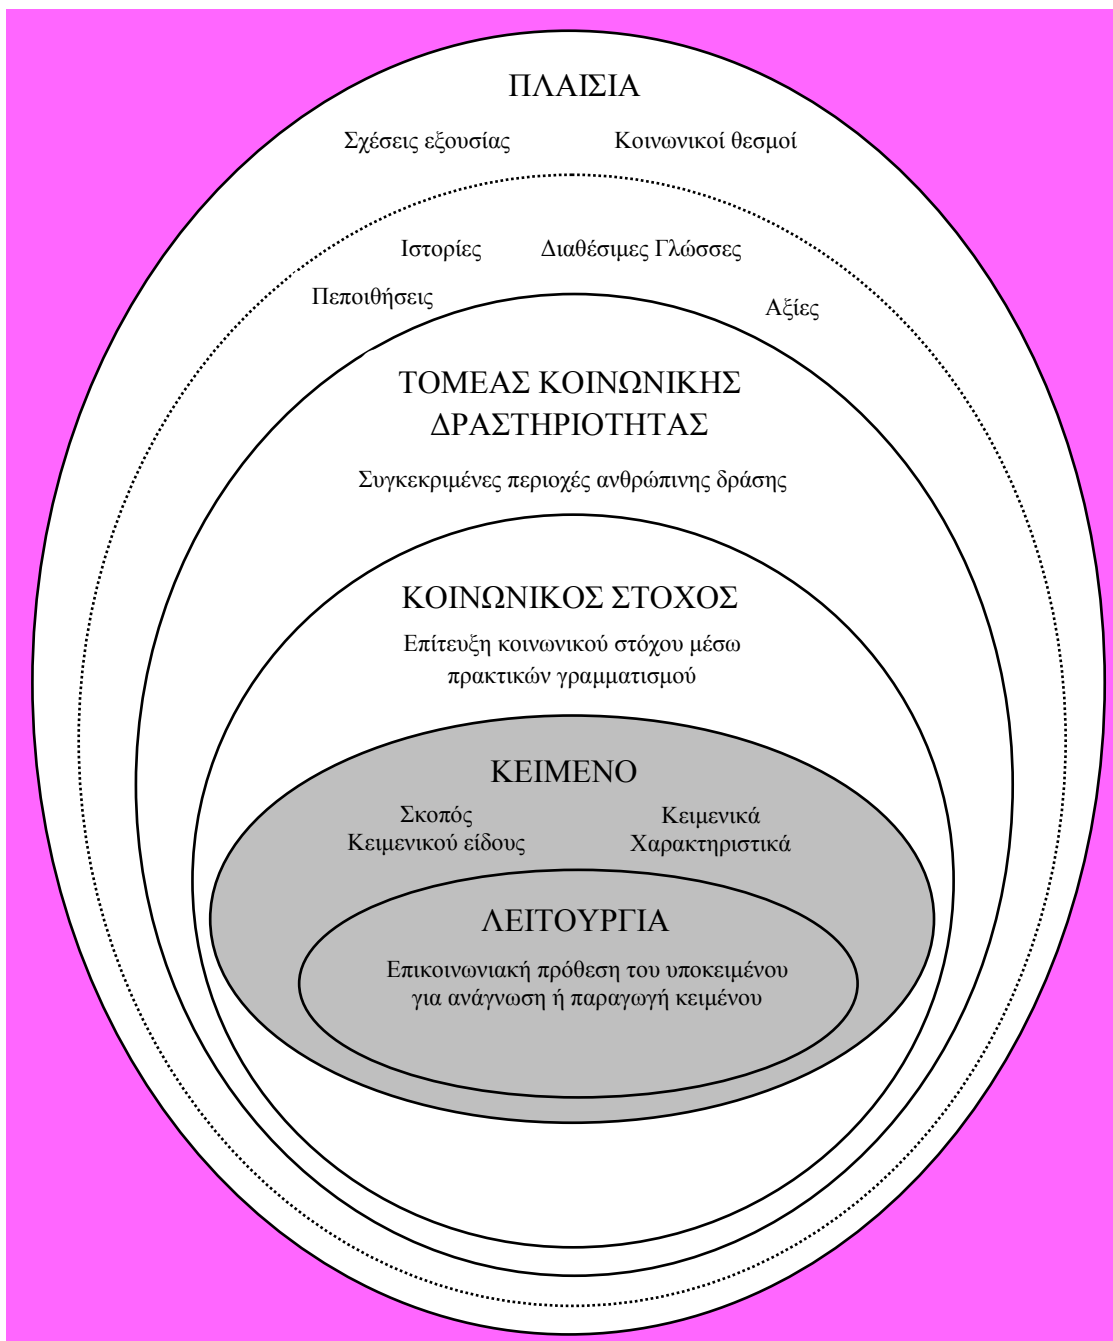 ΠΛΑΙΣΙΑ
Σχέσεις εξουσίας Κοινωνικοί θεσμοί
Ιστορίες Διαθέσιμες Γλώσσες
Πεποιθήσεις Αξίες
ΤΟΜΕΑΣ ΚΟΙΝΩΝΙΚΗΣ
ΔΡΑΣΤΗΡΙΟΤΗΤΑΣ
Συγκεκριμένες περιοχές ανθρώπινης δράσης
ΚΟΙΝΩΝΙΚΟΣ ΣΤΟΧΟΣ
Επίτευξη κοινωνικού στόχου μέσω
πρακτικών γραμματισμού
ΚΕΙΜΕΝΟ
Σκοπός
Κειμενικού είδους
Κειμενικά
Χαρακτηριστικά
ΛΕΙΤΟΥΡΓΙΑ
Επικοινωνιακή πρόθεση του υποκειμένου
για ανάγνωση ή παραγωγή κειμένου